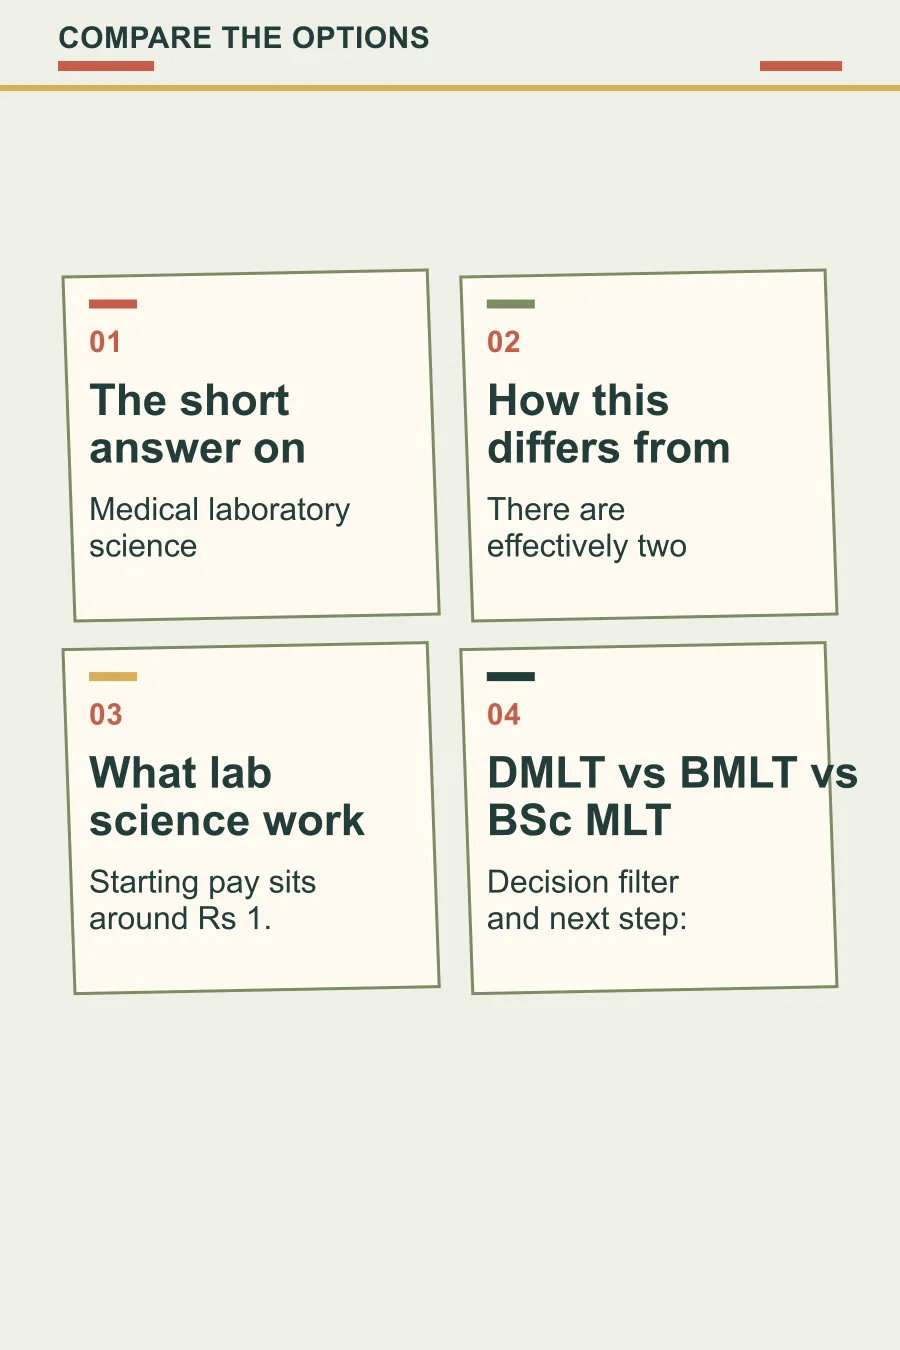 COMPARE THE OPTIONS
01
The short
answer on
Medical laboratory
science
02
How this
differs from
There are
effectively two
03
What lab
science work
Starting pay sits
around Rs 1.
04
DMLT vs BMLT vs
BSc MLT
Decision filter
and next step: